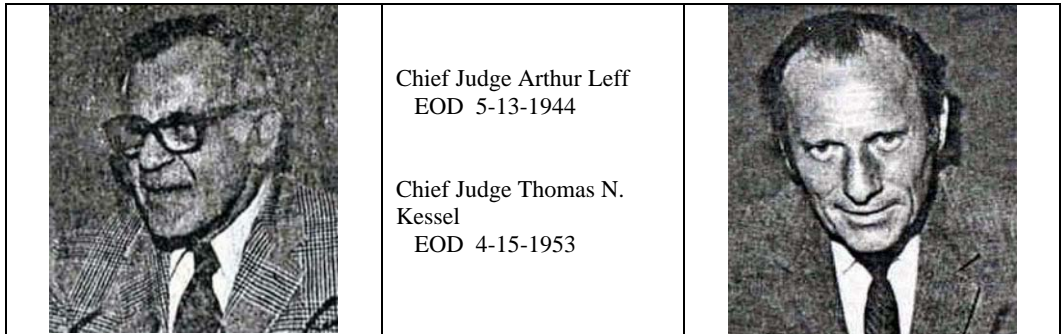 Chief Judge Arthur Leff
EOD 5-13-1944
Chief Judge Thomas N.
Kessel
EOD 4-15-1953